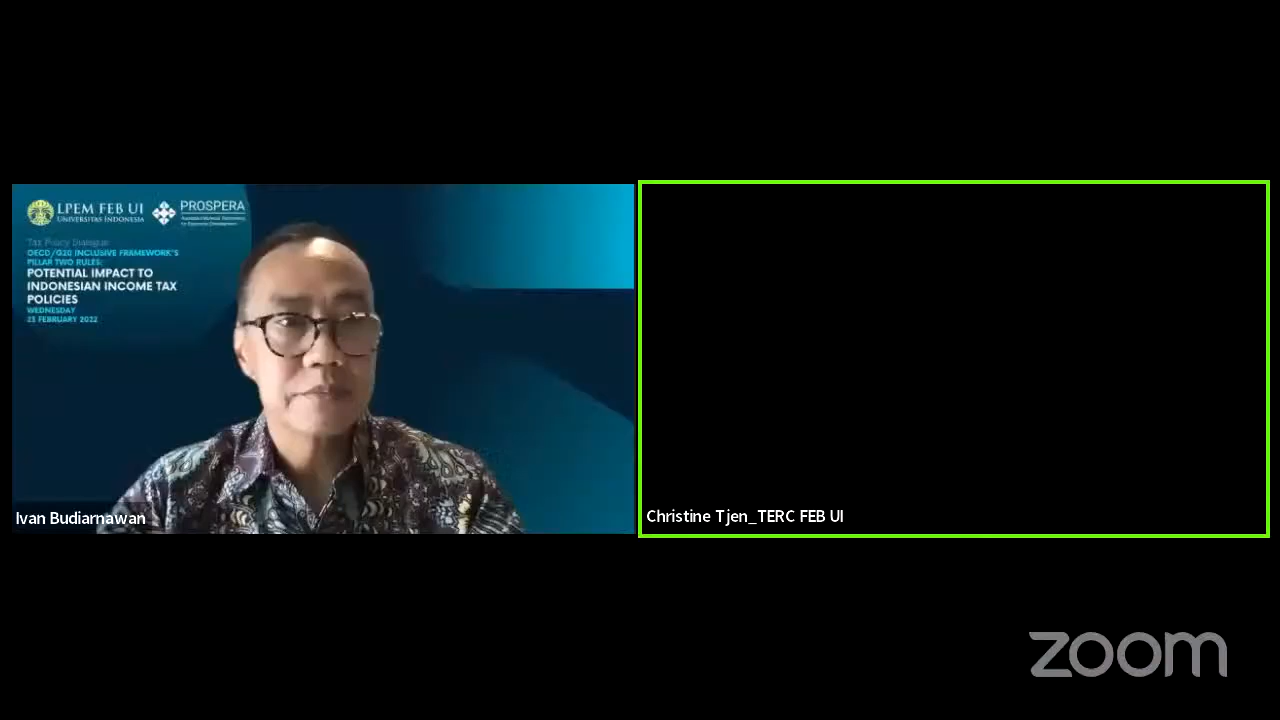 LPEM FEB UI
UNIVERSITAS INDONESIA
PROSPERA
Tax Policy Dialogue
OECD/G20 INCLUSIVE FRAMEWORK'S
PILLAR TWO RULES:
POTENTIAL IMPACT TO
INDONESIAN INCOME TAX
POLICIES
WEDNESDAY
23 FEBRUARY 2022
Ivan Budiarnawan
Christine Tjen_TERC FEB UI
zoom